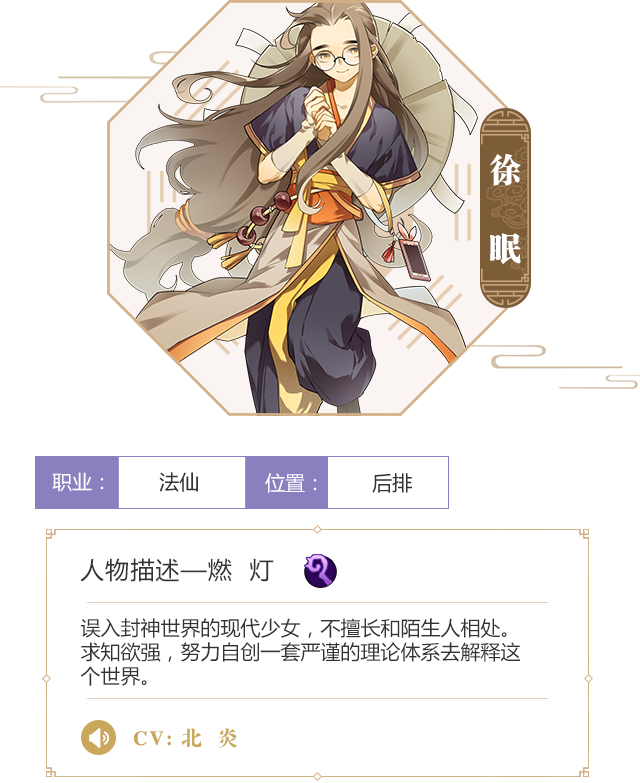 徐眠
职业： 法仙 位置： 后排
人物描述—燃 灯
误入封神世界的现代少女，不擅长和陌生人相处。
求知欲强，努力自创一套严谨的理论体系去解释这
个世界。
CV: 北 炎